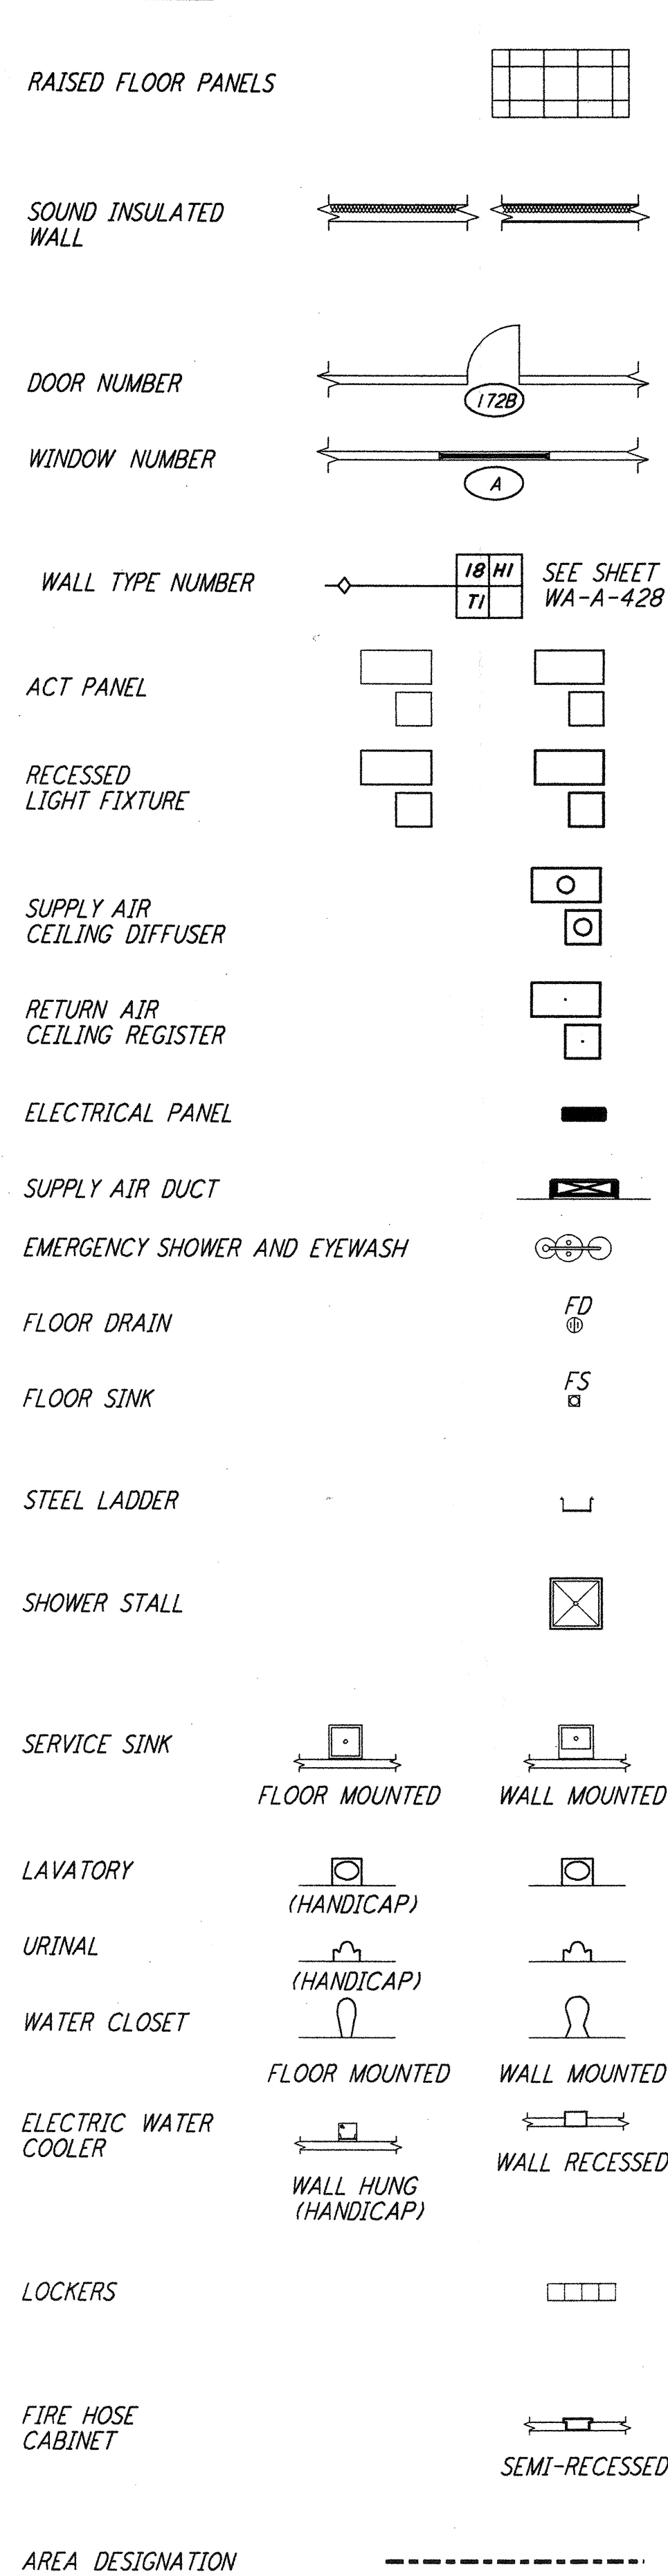 RAISED FLOOR PANELS
SOUND INSULATED
WALL
DOOR NUMBER
172B
WINDOW NUMBER
A
WALL TYPE NUMBER
18 H1
T1
SEE SHEET
WA-A-428
ACT PANEL
RECESSED
LIGHT FIXTURE
SUPPLY AIR
CEILING DIFFUSER
RETURN AIR
CEILING REGISTER
ELECTRICAL PANEL
SUPPLY AIR DUCT
EMERGENCY SHOWER AND EYEWASH
FLOOR DRAIN
FD
FLOOR SINK
FS
STEEL LADDER
SHOWER STALL
SERVICE SINK
FLOOR MOUNTED
WALL MOUNTED
LAVATORY
(HANDICAP)
URINAL
(HANDICAP)
WATER CLOSET
FLOOR MOUNTED
WALL MOUNTED
ELECTRIC WATER
COOLER
WALL HUNG
(HANDICAP)
WALL RECESSED
LOCKERS
FIRE HOSE
CABINET
SEMI-RECESSED
AREA DESIGNATION